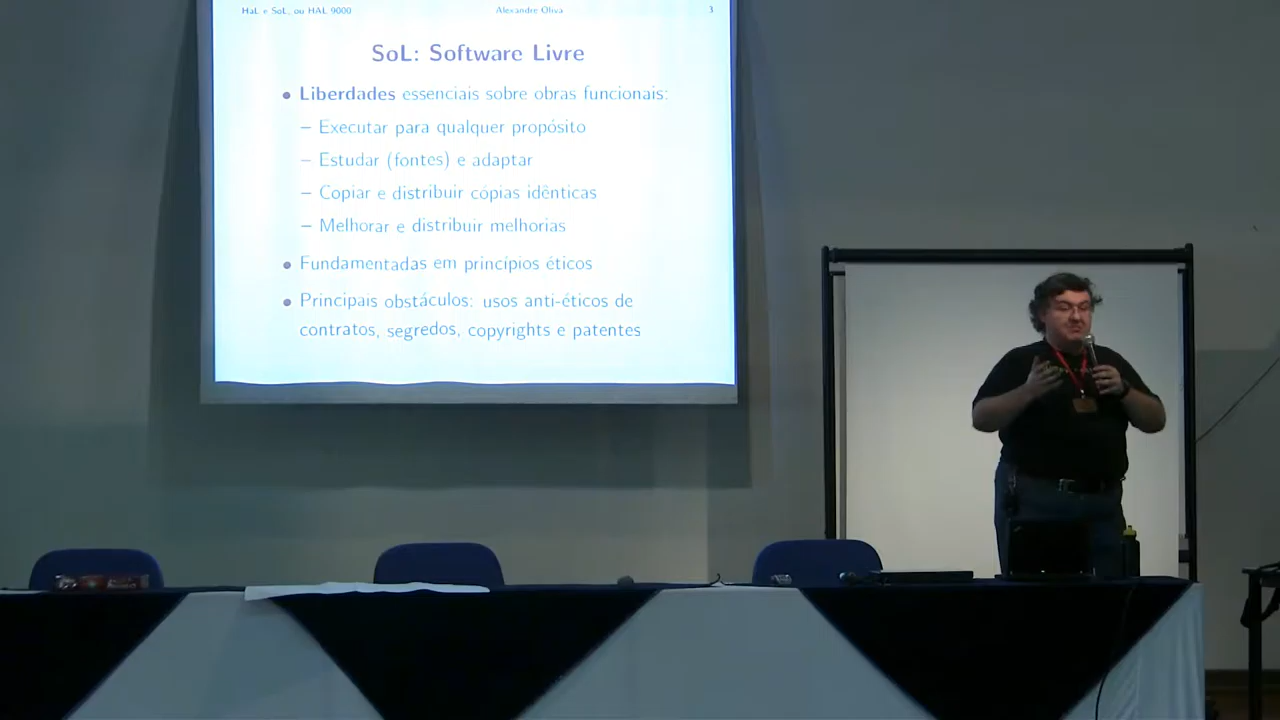 HaL e SoL, ou HAL 9000 Alexandre Oliva 3
SoL: Software Livre
• Liberdades essenciais sobre obras funcionais:
– Executar para qualquer propósito
– Estudar (fontes) e adaptar
– Copiar e distribuir cópias idênticas
– Melhorar e distribuir melhorias
• Fundamentadas em princípios éticos
• Principais obstáculos: usos anti-éticos de
contratos, segredos, copyrights e patentes